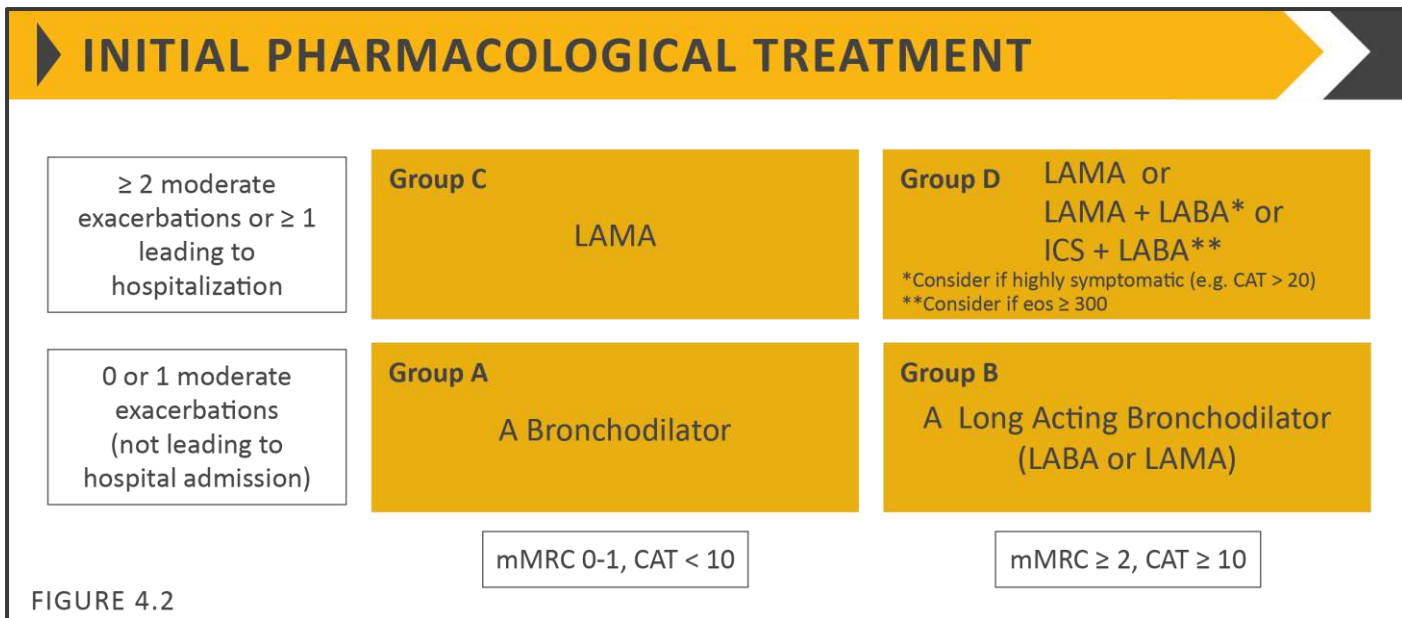 INITIAL PHARMACOLOGICAL TREATMENT
≥ 2 moderate
exacerbations or ≥ 1
leading to
hospitalization
Group C
LAMA
Group D
LAMA or
LAMA + LABA* or
ICS + LABA**
*Consider if highly symptomatic (e.g. CAT > 20)
**Consider if eos ≥ 300
0 or 1 moderate
exacerbations
(not leading to
hospital admission)
Group A
A Bronchodilator
Group B
A Long Acting Bronchodilator
(LABA or LAMA)
mMRC 0-1, CAT < 10
mMRC ≥ 2, CAT ≥ 10
FIGURE 4.2